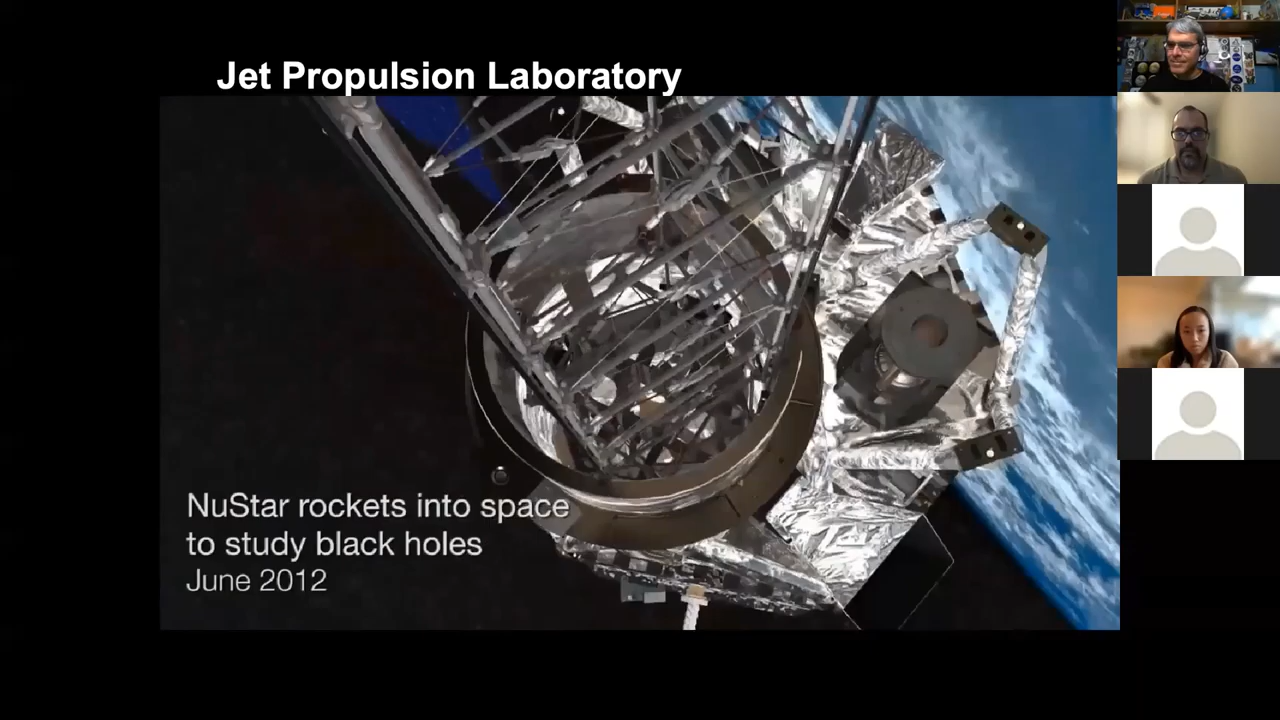 Jet Propulsion Laboratory
NuStar rockets into space
to study black holes
June 2012